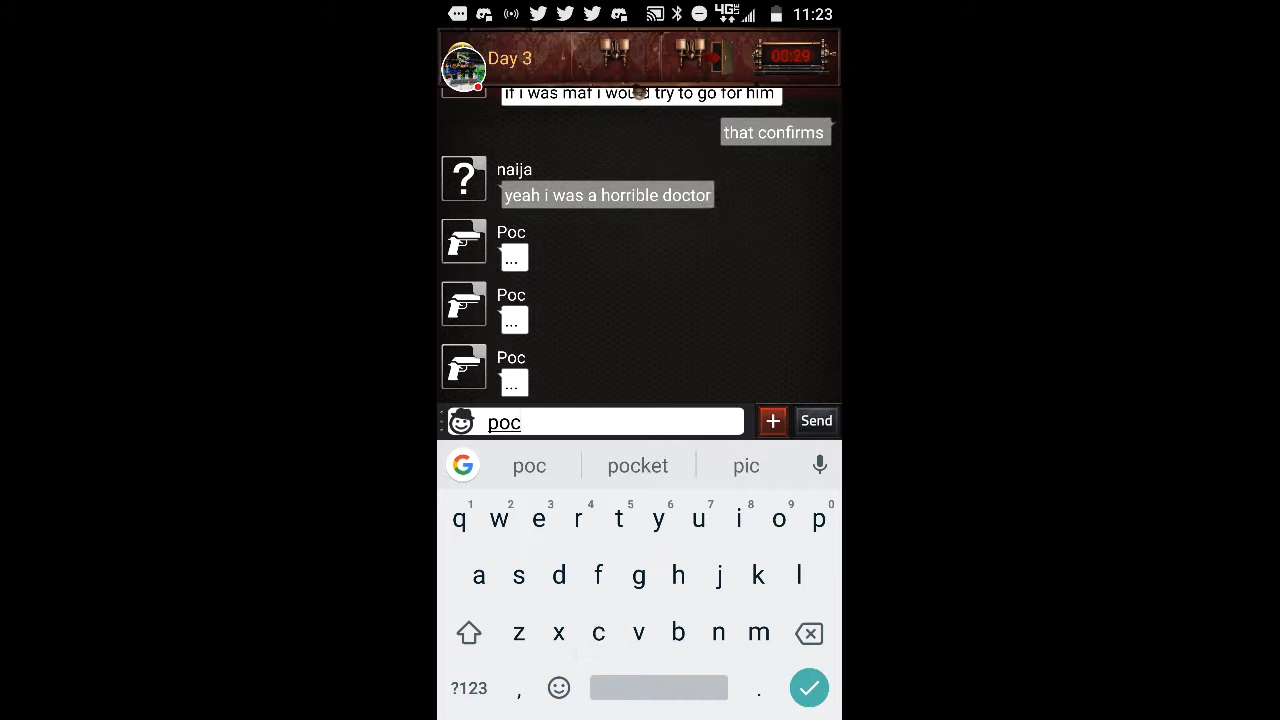 4G 11:23
Day 3
00:29
if i was maf i would try to go for him
that confirms
?
naija
yeah i was a horrible doctor
Poc
...
Poc
...
Poc
...
poc
+
Send
G poc pocket pic
1 2 3 4 5 6 7 8 9 0
q w e r t y u i o p
a s d f g h j k l
z x c v b n m
?123 , .